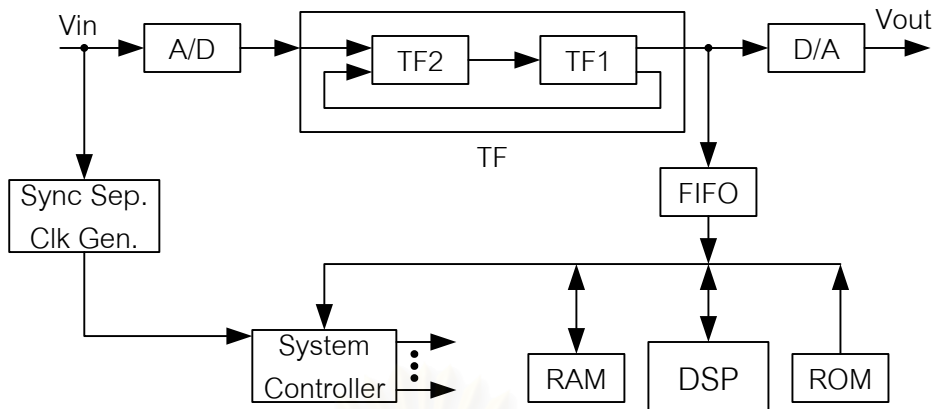 Vin
Vout
A/D
TF2
TF1
D/A
TF
Sync Sep.
Clk Gen.
FIFO
System
Controller
RAM
DSP
ROM